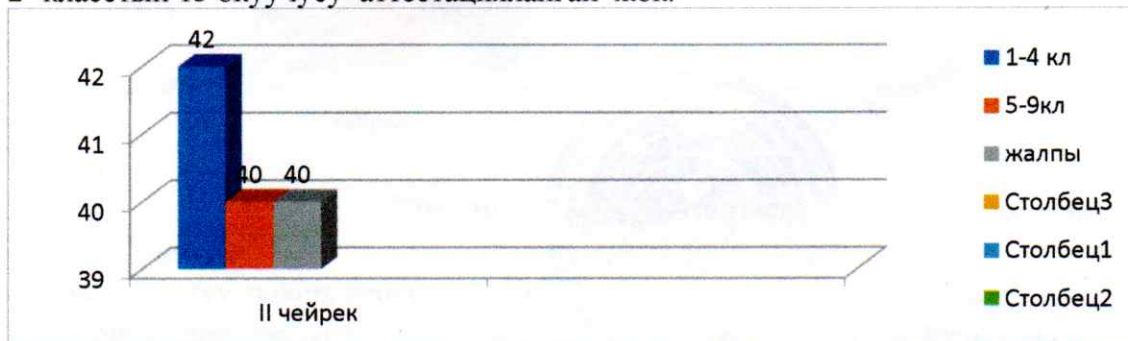 42
42
41
40
39
40 40
II чейрек
1-4 кл
5-9кл
жалпы
Столбец3
Столбец1
Столбец2